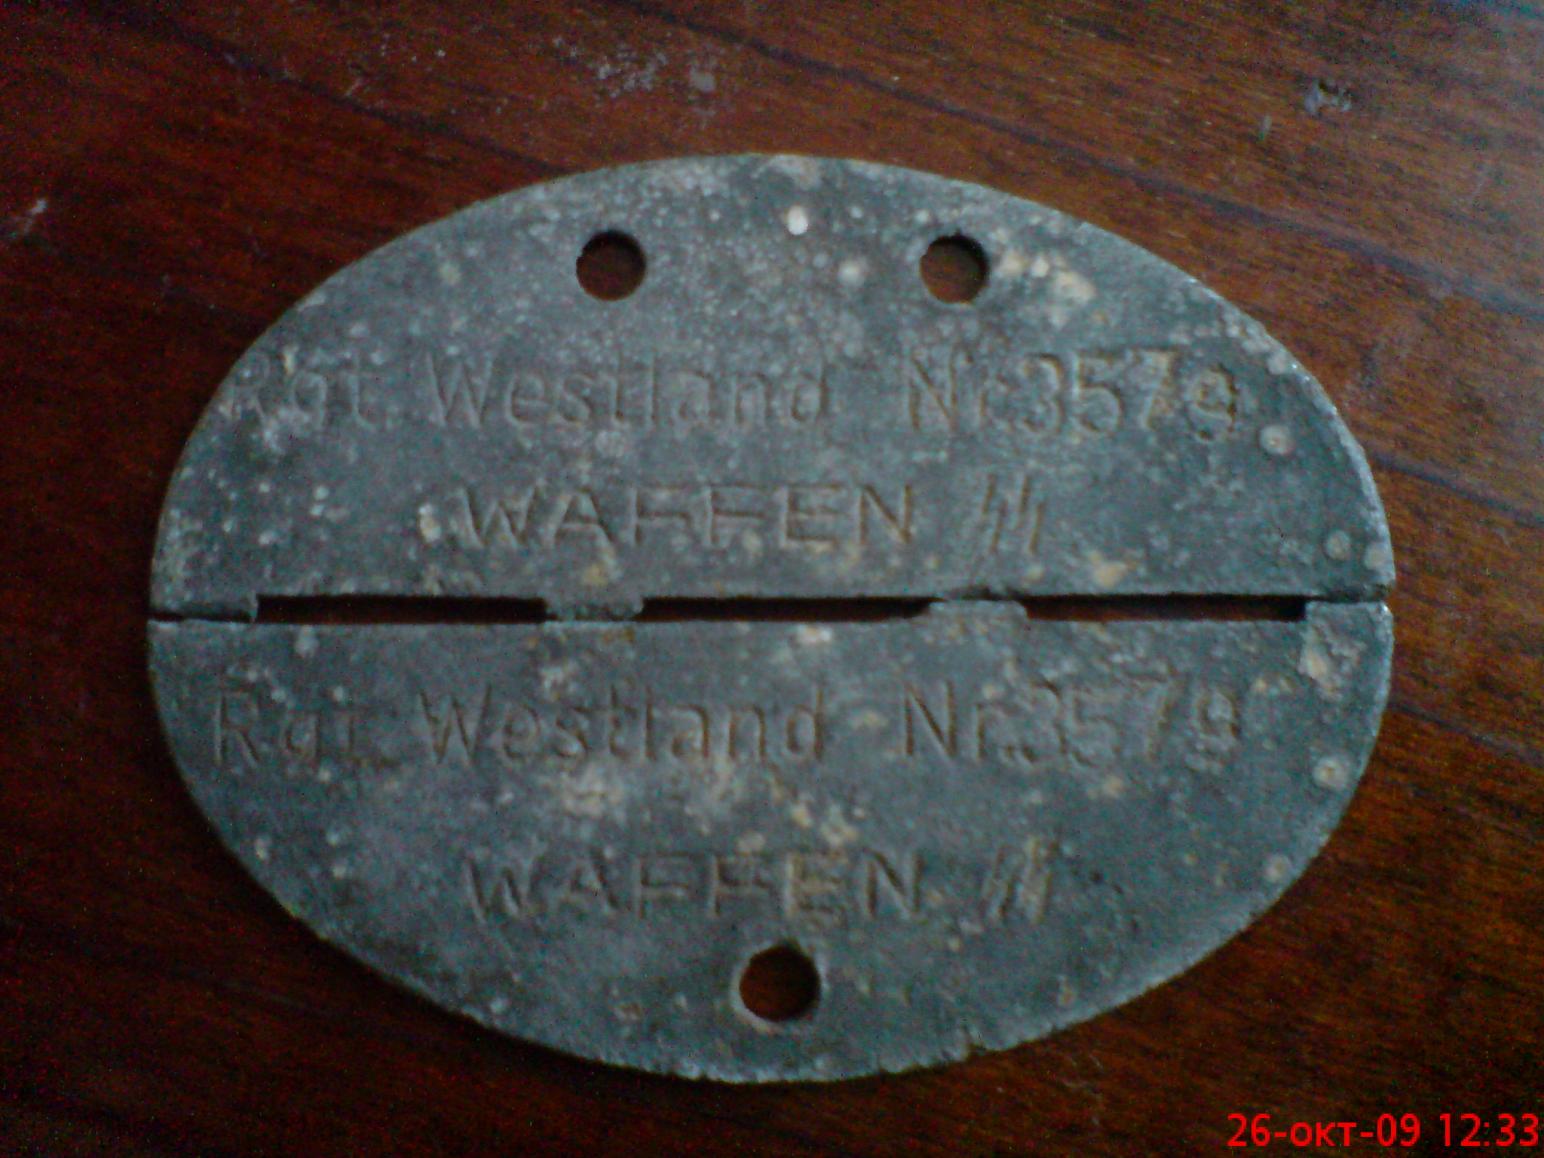 Rgt. Westland Nr.3579
WAFFEN ᛋᛋ
Rgt. Westland Nr.3579
WAFFEN ᛋᛋ
26-окт-09 12:33